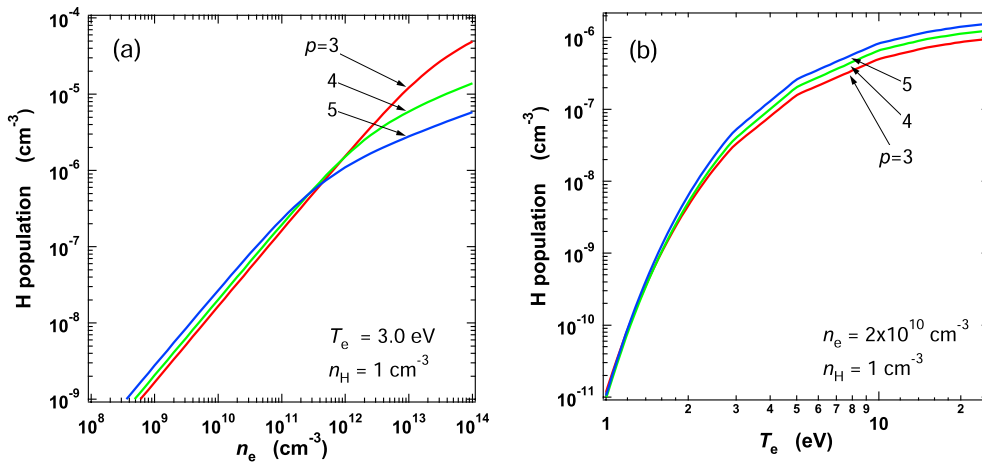 (a)
H population (cm⁻³)
10⁻⁴
10⁻⁵
10⁻⁶
10⁻⁷
10⁻⁸
10⁻⁹
p=3
4
5
Tₑ = 3.0 eV
n_H = 1 cm⁻³
10⁸ 10⁹ 10¹⁰ 10¹¹ 10¹² 10¹³ 10¹⁴
nₑ (cm⁻³)
(b)
H population (cm⁻³)
10⁻⁶
10⁻⁷
10⁻⁸
10⁻⁹
10⁻¹⁰
10⁻¹¹
5
4
p=3
nₑ = 2x10¹⁰ cm⁻³
n_H = 1 cm⁻³
1 2 3 4 5 6 7 8 9 10 2
Tₑ (eV)